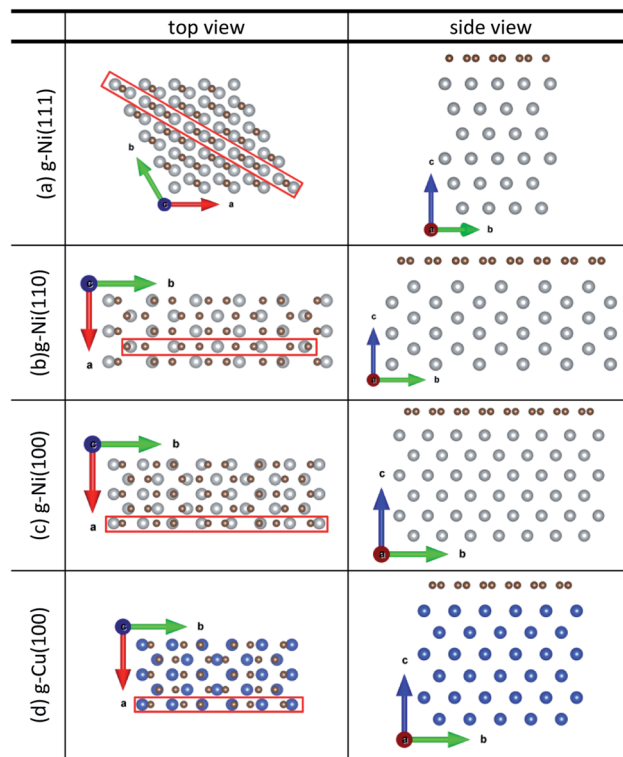 top view
side view
(a) g-Ni(111)
b
a
c
b
a
c
b
a
c
a
b
(b)g-Ni(110)
c
b
a
c
a
b
(c) g-Ni(100)
c
b
a
c
a
b
(d) g-Cu(100)
c
b
a
c
a
b